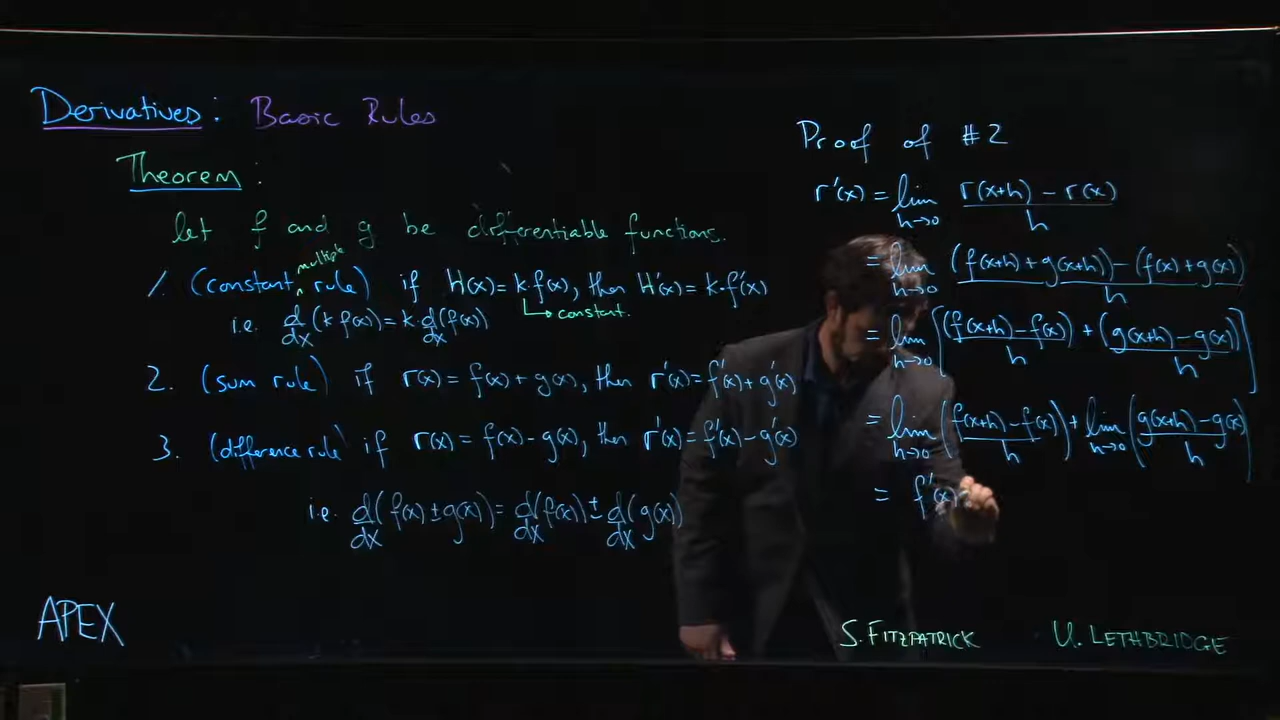 Derivatives: Basic Rules
Theorem:
let f and g be differentiable functions.
1. (constant multiple rule) if H(x) = k·f(x), then H'(x) = k·f'(x)
↳ constant.
i.e. d/dx (k f(x)) = k·d/dx (f(x))
2. (sum rule) if r(x) = f(x) + g(x), then r'(x) = f'(x) + g'(x)
3. (difference rule) if r(x) = f(x) - g(x), then r'(x) = f'(x) - g'(x)
i.e. d/dx (f(x) ± g(x)) = d/dx (f(x)) ± d/dx (g(x))
APEX
Proof of #2
r'(x) = lim h→0 r(x+h) - r(x) / h
= lim h→0 (f(x+h) + g(x+h)) - (f(x) + g(x)) / h
= lim h→0 [(f(x+h) - f(x)) / h + (g(x+h) - g(x)) / h]
= lim h→0 (f(x+h) - f(x) / h) + lim h→0 (g(x+h) - g(x) / h)
= f'(x)
S. FITZPATRICK
U. LETHBRIDGE